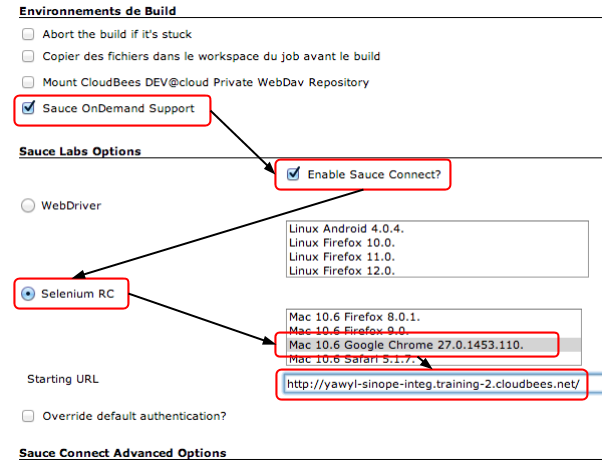 Environnements de Build
Abort the build if it's stuck
Copier des fichiers dans le workspace du job avant le build
Mount CloudBees DEV@cloud Private WebDav Repository
Sauce OnDemand Support
Sauce Labs Options
Enable Sauce Connect?
WebDriver
Linux Android 4.0.4.
Linux Firefox 10.0.
Linux Firefox 11.0.
Linux Firefox 12.0.
Selenium RC
Mac 10.6 Firefox 8.0.1.
Mac 10.6 Firefox 9.0.
Mac 10.6 Google Chrome 27.0.1453.110.
Mac 10.6 Safari 5.1.7.
Starting URL
http://yawyl-sinope-integ.training-2.cloudbees.net/
Override default authentication?
Sauce Connect Advanced Options